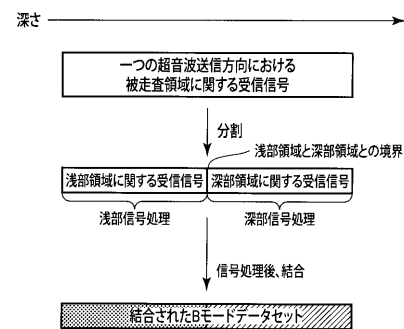 深さ
一つの超音波送信方向における
被走査領域に関する受信信号
分割
浅部領域と深部領域との境界
浅部領域に関する受信信号 深部領域に関する受信信号
浅部信号処理 深部信号処理
信号処理後、結合
結合されたBモードデータセット